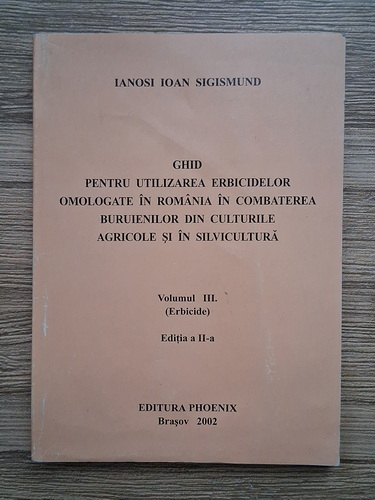 IANOSI IOAN SIGISMUND
GHID
PENTRU UTILIZAREA ERBICIDELOR
OMOLOGATE ÎN ROMÂNIA ÎN COMBATEREA
BURUIENILOR DIN CULTURILE
AGRICOLE ȘI ÎN SILVICULTURĂ
Volumul III.
(Erbicide)
Ediția a II-a
EDITURA PHOENIX
Brașov 2002